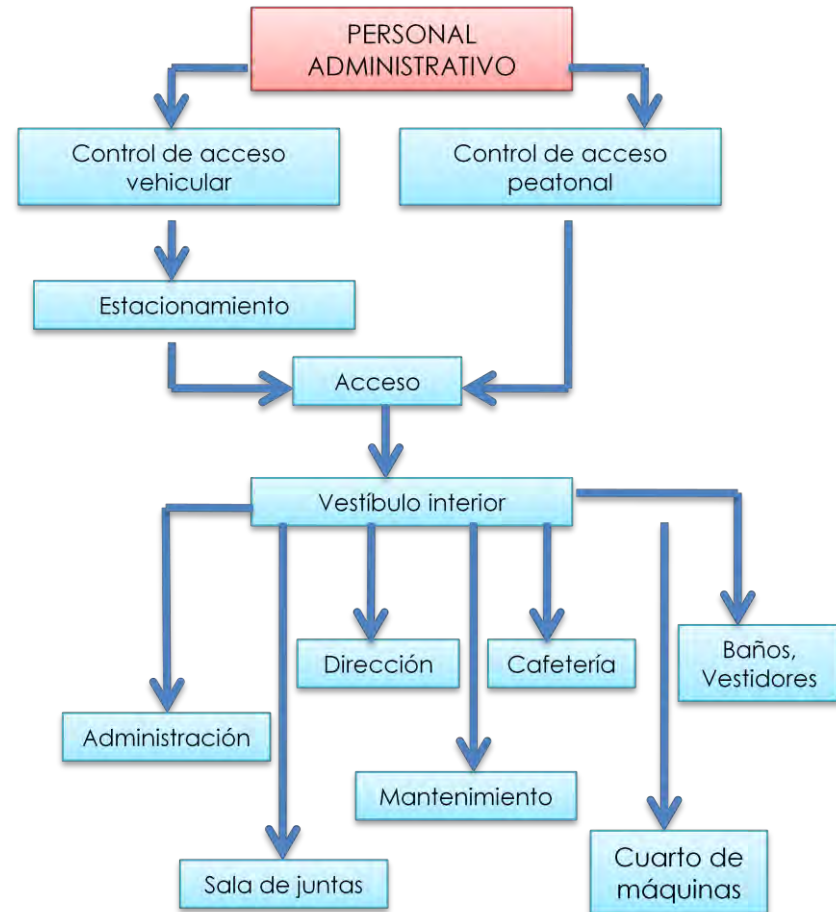 PERSONAL
ADMINISTRATIVO
Control de acceso
vehicular
Control de acceso
peatonal
Estacionamiento
Acceso
Vestíbulo interior
Dirección
Cafetería
Baños,
Vestidores
Administración
Mantenimiento
Sala de juntas
Cuarto de
máquinas